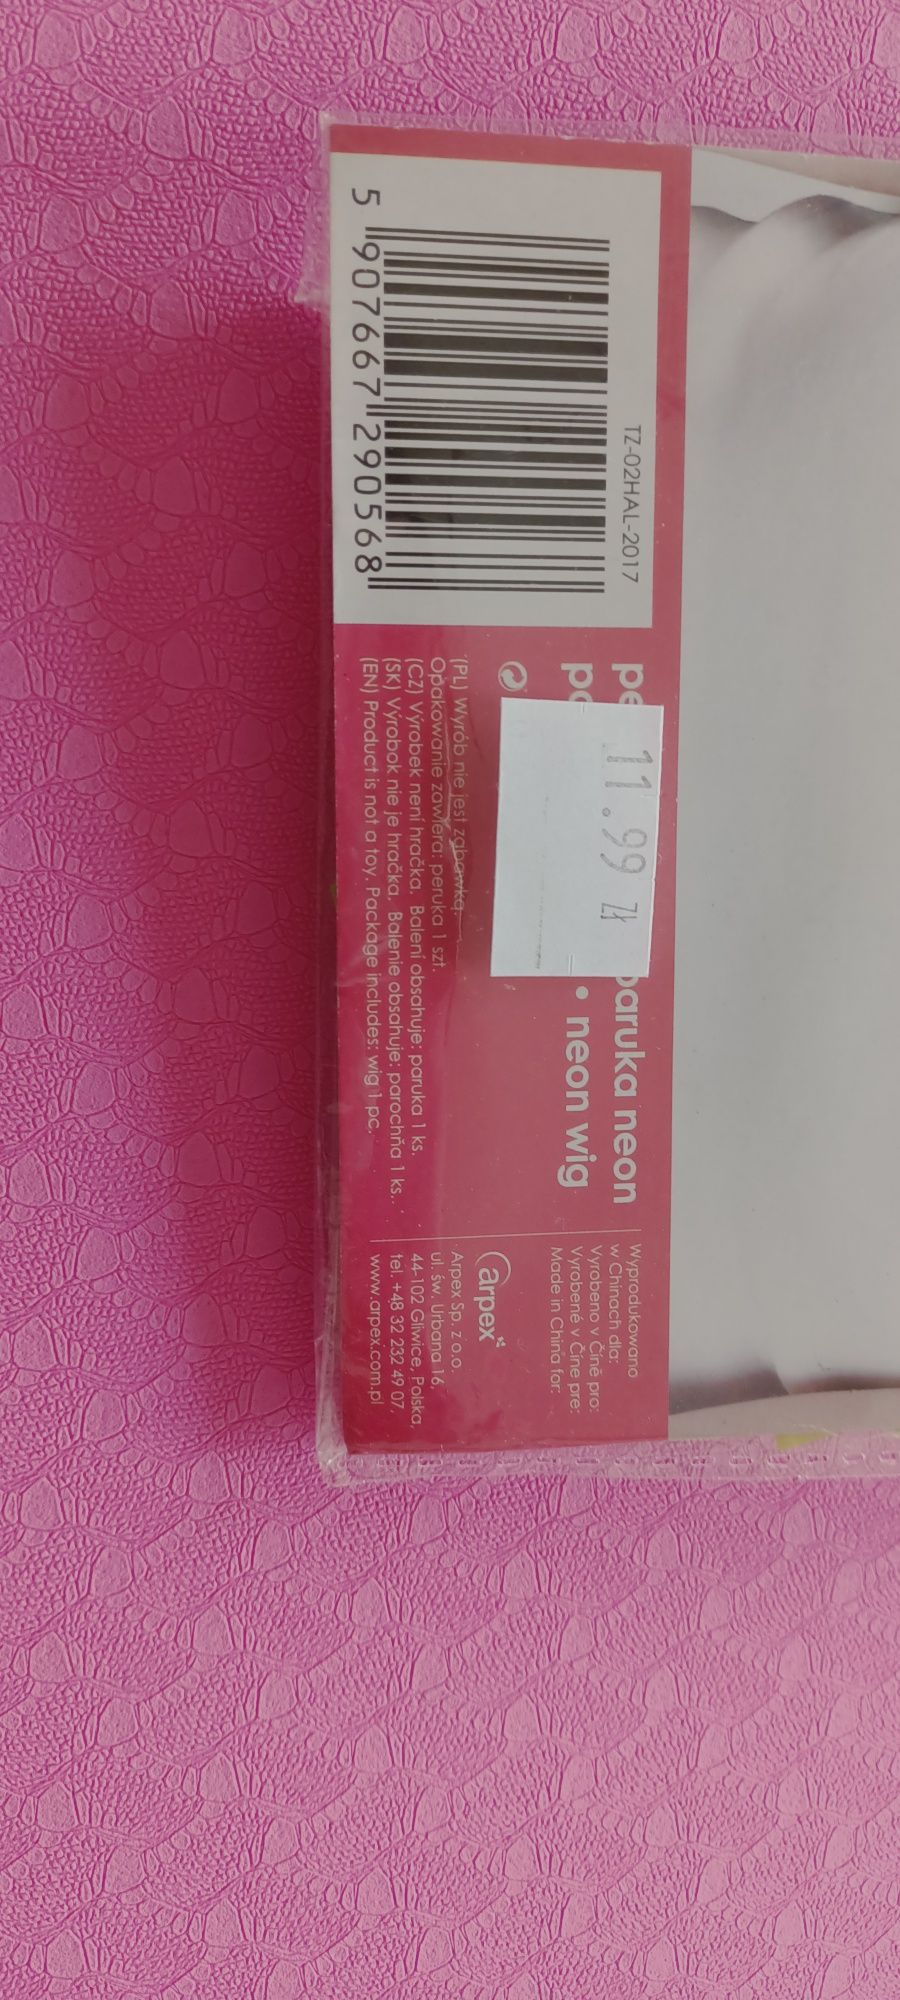 TZ-02HAL-2017
5 907667 290568
paruka neon
• neon wig
11.99 zł
(PL) Wyrób nie jest zabawką.
Opakowanie zawiera: peruka 1 szt.
(CZ) Výrobek není hračka. Balení obsahuje: paruka 1 ks.
(SK) Výrobok nie je hračka. Balenie obsahuje: parochňa 1 ks.
(EN) Product is not a toy. Package includes: wig 1 pc.
Wyprodukowano
w Chinach dla:
Vyrobeno v Číně pro:
Vyrobené v Číne pre:
Made in China for:
arpex
Arpex Sp. z o.o.
ul. św. Urbana 16,
44-102 Gliwice, Polska,
tel. +48 32 232 49 07,
www.arpex.com.pl